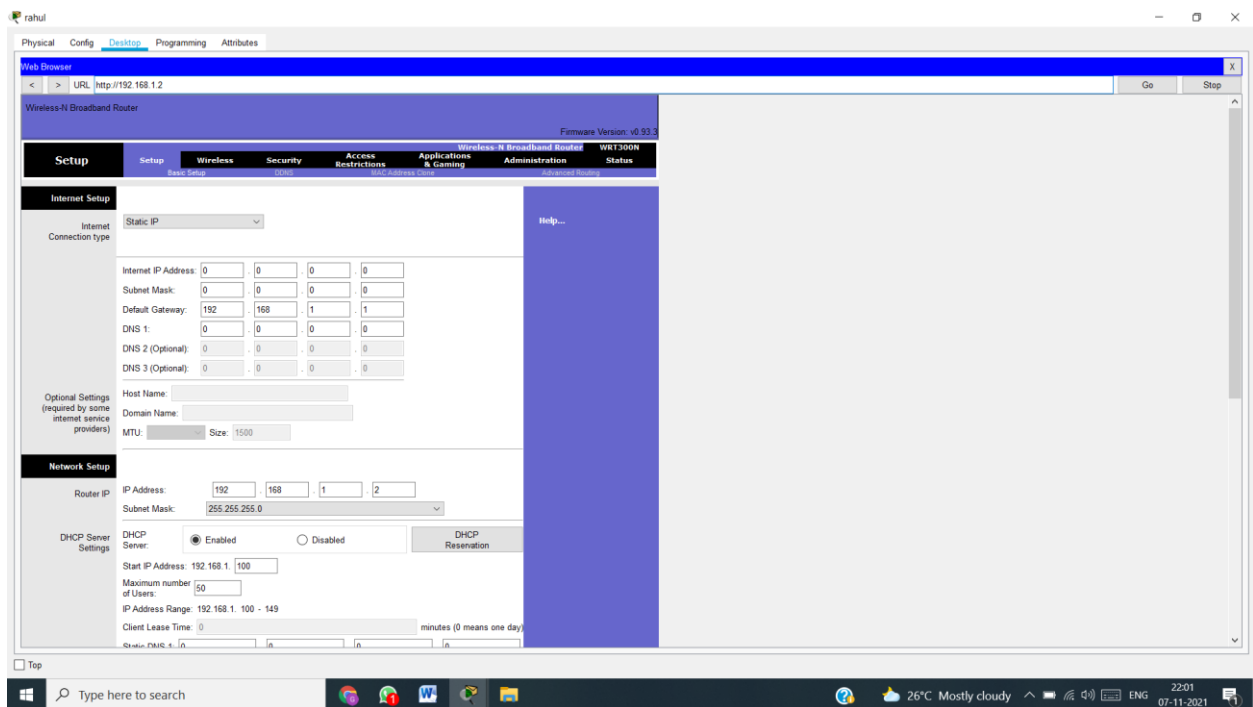 rahul
Physical Config Desktop Programming Attributes
Web Browser X
< > URL http://192.168.1.2 Go Stop
Wireless-N Broadband Router
Firmware Version: v0.93.3
Wireless-N Broadband Router WRT300N
Setup Setup Wireless Security Access Restrictions Applications & Gaming Administration Status
Basic Setup DDNS MAC Address Clone Advanced Routing
Internet Setup
Internet Connection type Static IP Help...
Internet IP Address: 0 . 0 . 0 . 0
Subnet Mask: 0 . 0 . 0 . 0
Default Gateway: 192 . 168 . 1 . 1
DNS 1: 0 . 0 . 0 . 0
DNS 2 (Optional): 0 . 0 . 0 . 0
DNS 3 (Optional): 0 . 0 . 0 . 0
Optional Settings (required by some internet service providers)
Host Name:
Domain Name:
MTU: Size: 1500
Network Setup
Router IP IP Address: 192 . 168 . 1 . 2
Subnet Mask: 255.255.255.0
DHCP Server Settings DHCP Server: Enabled Disabled DHCP Reservation
Start IP Address: 192.168.1. 100
Maximum number of Users: 50
IP Address Range: 192.168.1. 100 - 149
Client Lease Time: 0 minutes (0 means one day)
Static DNS 1: 0 . 0 . 0 . 0
Top
Type here to search 26°C Mostly cloudy ENG 22:01
07-11-2021